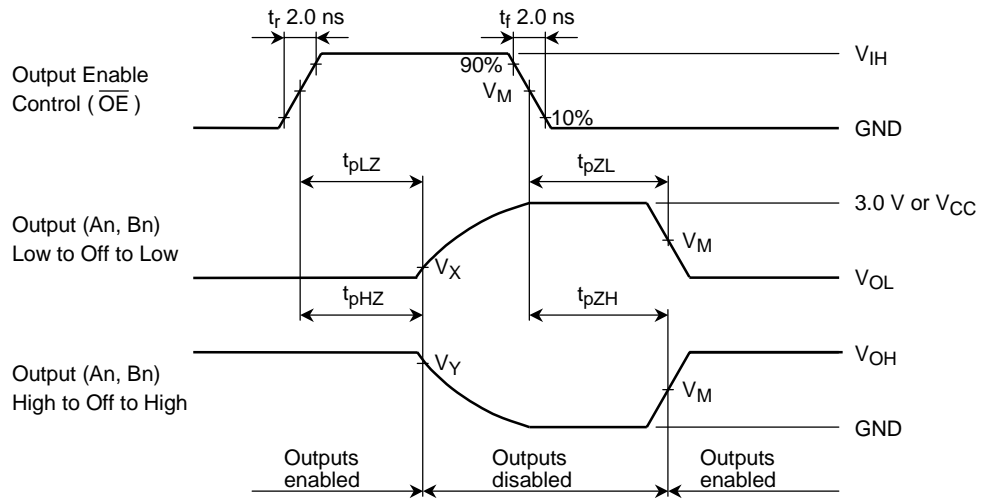 tr 2.0 ns
tf 2.0 ns
Output Enable
Control ( OE )
90%
VM
10%
VIH
GND
tpLZ
tpZL
Output (An, Bn)
Low to Off to Low
3.0 V or VCC
VM
VX
VOL
tpHZ
tpZH
Output (An, Bn)
High to Off to High
VY
VOH
VM
GND
Outputs
enabled
Outputs
disabled
Outputs
enabled